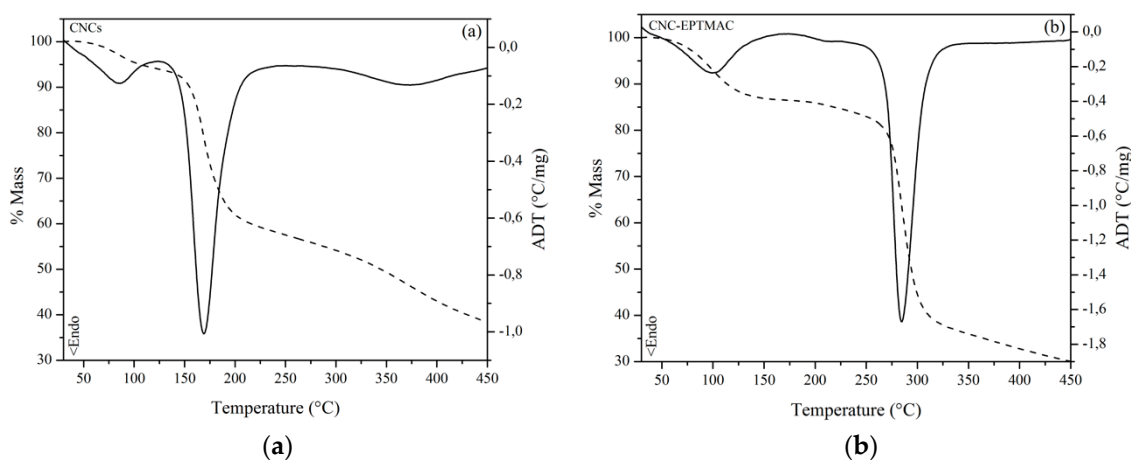 CNCs
(a)
100
90
80
70
60
50
40
30
% Mass
0,0
-0,2
-0,4
-0,6
-0,8
-1,0
ADT (°C/mg)
<Endo
50 100 150 200 250 300 350 400 450
Temperature (°C)
(a)
CNC-EPTMAC
(b)
100
90
80
70
60
50
40
30
% Mass
0,0
-0,2
-0,4
-0,6
-0,8
-1,0
-1,2
-1,4
-1,6
-1,8
ADT (°C/mg)
<Endo
50 100 150 200 250 300 350 400 450
Temperature (°C)
(b)